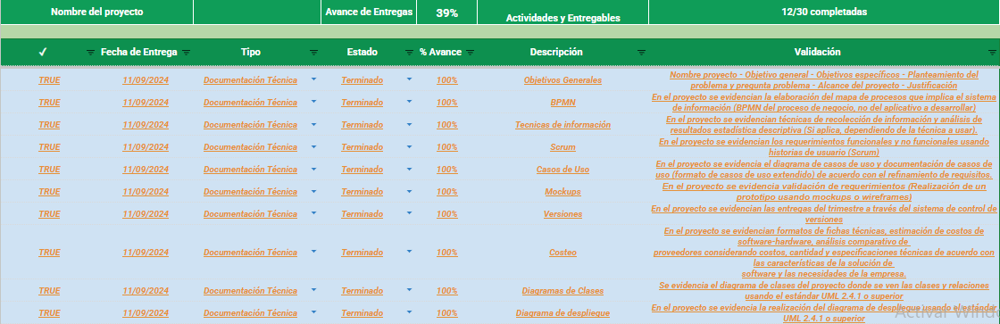 Nombre del proyecto Avance de Entregas 39% Actividades y Entregables 12/30 completadas
✓ Fecha de Entrega Tipo Estado % Avance Descripción Validación
TRUE 11/09/2024 Documentación Técnica Terminado 100% Objetivos Generales Nombre proyecto - Objetivo general - Objetivos específicos - Planteamiento del
problema y pregunta problema - Alcance del proyecto - Justificación
TRUE 11/09/2024 Documentación Técnica Terminado 100% BPMN En el proyecto se evidencian la elaboración del mapa de procesos que implica el sistema
de información (BPMN del proceso de negocio, no del aplicativo a desarrollar)
TRUE 11/09/2024 Documentación Técnica Terminado 100% Tecnicas de información En el proyecto se evidencian técnicas de recolección de información y análisis de
resultados estadística descriptiva (Si aplica, dependiendo de la técnica a usar).
TRUE 11/09/2024 Documentación Técnica Terminado 100% Scrum En el proyecto se evidencian los requerimientos funcionales y no funcionales usando
historias de usuario (Scrum)
TRUE 11/09/2024 Documentación Técnica Terminado 100% Casos de Uso En el proyecto se evidencia el diagrama de casos de uso y documentación de casos de
uso (formato de casos de uso extendido) de acuerdo con el refinamiento de requisitos.
TRUE 11/09/2024 Documentación Técnica Terminado 100% Mockups En el proyecto se evidencia validación de requerimientos (Realización de un
prototipo usando mockups o wireframes)
TRUE 11/09/2024 Documentación Técnica Terminado 100% Versiones En el proyecto se evidencian las entregas del trimestre a través del sistema de control de
versiones
TRUE 11/09/2024 Documentación Técnica Terminado 100% Costeo En el proyecto se evidencian formatos de fichas técnicas, estimación de costos de
software-hardware, análisis comparativo de
proveedores considerando costos, cantidad y especificaciones técnicas de acuerdo con
las características de la solución de
software y las necesidades de la empresa.
TRUE 11/09/2024 Documentación Técnica Terminado 100% Diagramas de Clases Se evidencia el diagrama de clases del proyecto donde se ven las clases y relaciones
usando el estándar UML 2.4.1 o superior
TRUE 11/09/2024 Documentación Técnica Terminado 100% Diagrama de despliegue En el proyecto se evidencia la realización del diagrama de despliegue usando el estándar
UML 2.4.1 o superior
Activar Wind